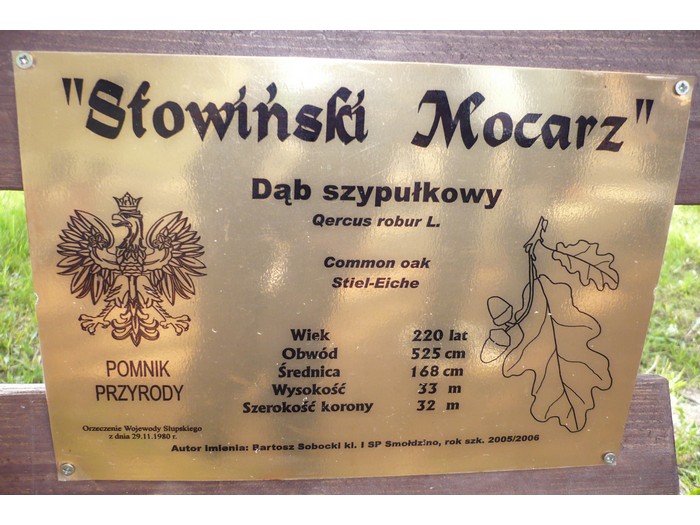 "Słowiński Mocarz"
Dąb szypułkowy
Qercus robur L.
Common oak
Stiel-Eiche
Wiek 220 lat
Obwód 525 cm
Średnica 168 cm
Wysokość 33 m
Szerokość korony 32 m
POMNIK
PRZYRODY
Orzeczenie Wojewody Słupskiego
z dnia 29.11.1980 r.
Autor imienia: Bartosz Sobocki kl. I SP Smołdzino, rok szk. 2005/2006